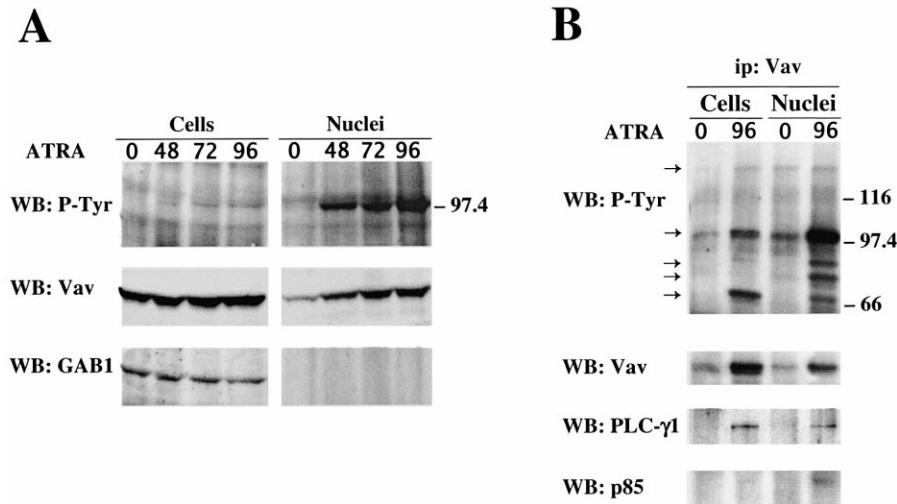 A
Cells Nuclei
ATRA 0 48 72 96 0 48 72 96
WB: P-Tyr - 97.4
WB: Vav
WB: GAB1
B
ip: Vav
Cells Nuclei
ATRA 0 96 0 96
→
WB: P-Tyr - 116
→ - 97.4
→
→
→ - 66
WB: Vav
WB: PLC-γ1
WB: p85